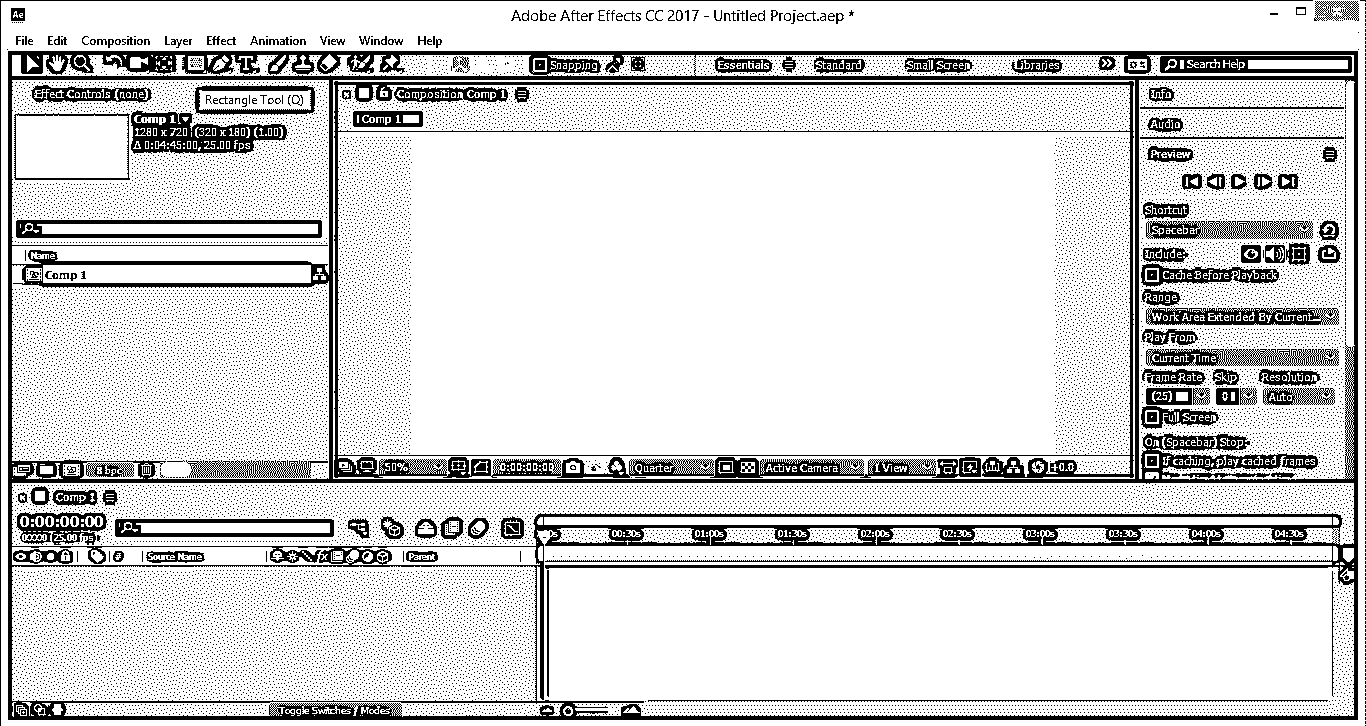 Ae Adobe After Effects CC 2017 - Untitled Project.aep *
File Edit Composition Layer Effect Animation View Window Help
Snapping Essentials Standard Small Screen Libraries Search Help
Effect Controls (none)
Rectangle Tool (Q)
Composition Comp 1
Info
Comp 1
Comp 1
1280 x 720 (320 x 180) (1.00)
Δ 0:04:45:00, 25.00 fps
Audio
Preview
Shortcut
Spacebar
Name
Comp 1
Include:
Cache Before Playback
Range
Work Area Extended By Current...
Play From
Current Time
Frame Rate Skip Resolution
(25) 0 Auto
Full Screen
On (Spacebar) Stop:
If caching, play cached frames
8 bpc
50% 0:00:00:00 Quarter Active Camera 1 View +0.0
Comp 1
0:00:00:00
00000 (25.00 fps)
00:30s 01:00s 01:30s 02:00s 02:30s 03:00s 03:30s 04:00s 04:30s
# Source Name Parent
Toggle Switches / Modes